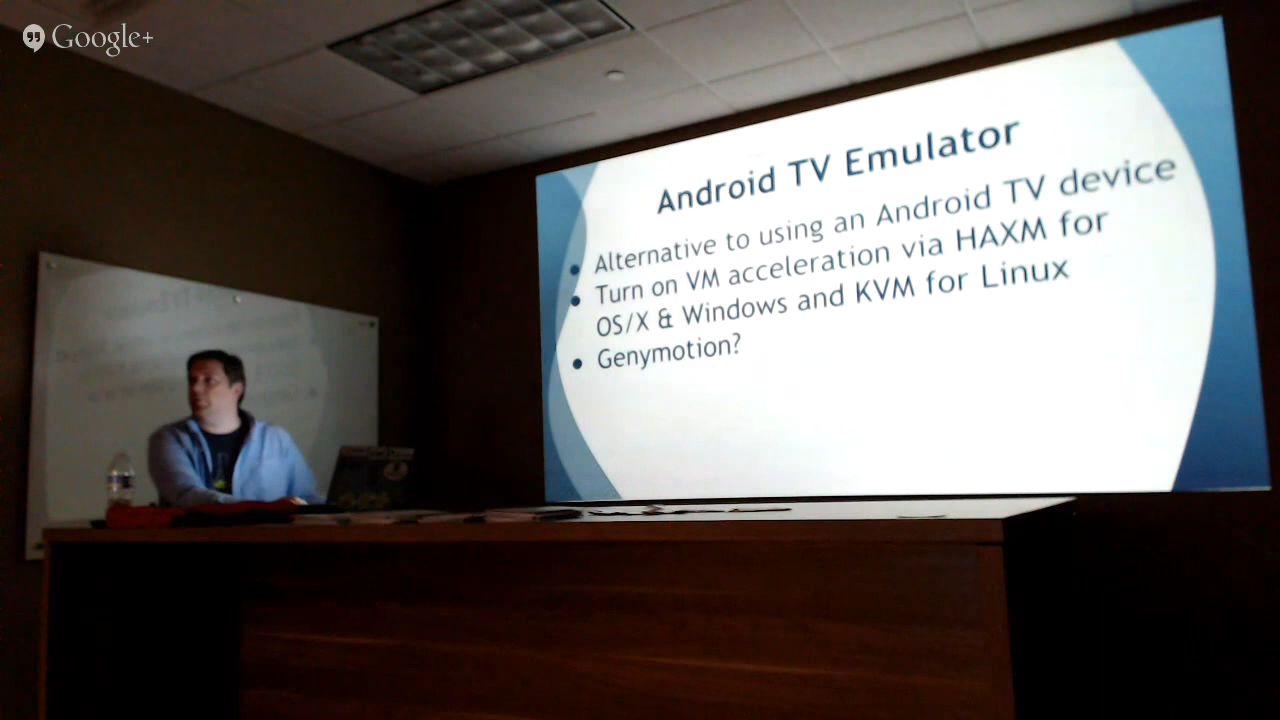 Google+
Android TV Emulator
• Alternative to using an Android TV device
• Turn on VM acceleration via HAXM for
OS/X & Windows and KVM for Linux
• Genymotion?